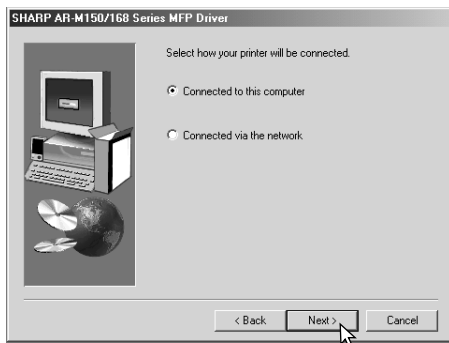 SHARP AR-M150/168 Series MFP Driver
Select how your printer will be connected.
Connected to this computer
Connected via the network
< Back Next > Cancel